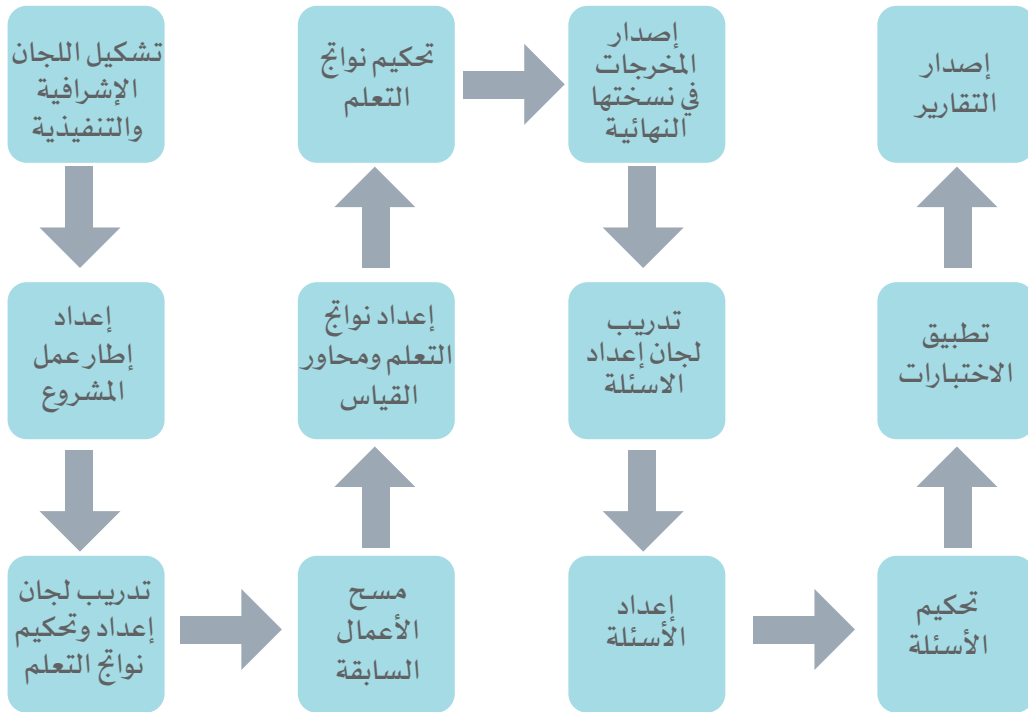 تشكيل اللجان
الإشرافية
والتنفيذية
إعداد
إطار عمل
المشروع
تدريب لجان
إعداد وتحكيم
نواتج التعلم
مسح
الأعمال
السابقة
إعداد نواتج
التعلم ومحاور
القياس
تحكيم نواتج
التعلم
إصدار
المخرجات
في نسختها
النهائية
تدريب
لجان إعداد
الاسئلة
إعداد
الأسئلة
تحكيم
الأسئلة
تطبيق
الاختبارات
إصدار
التقارير